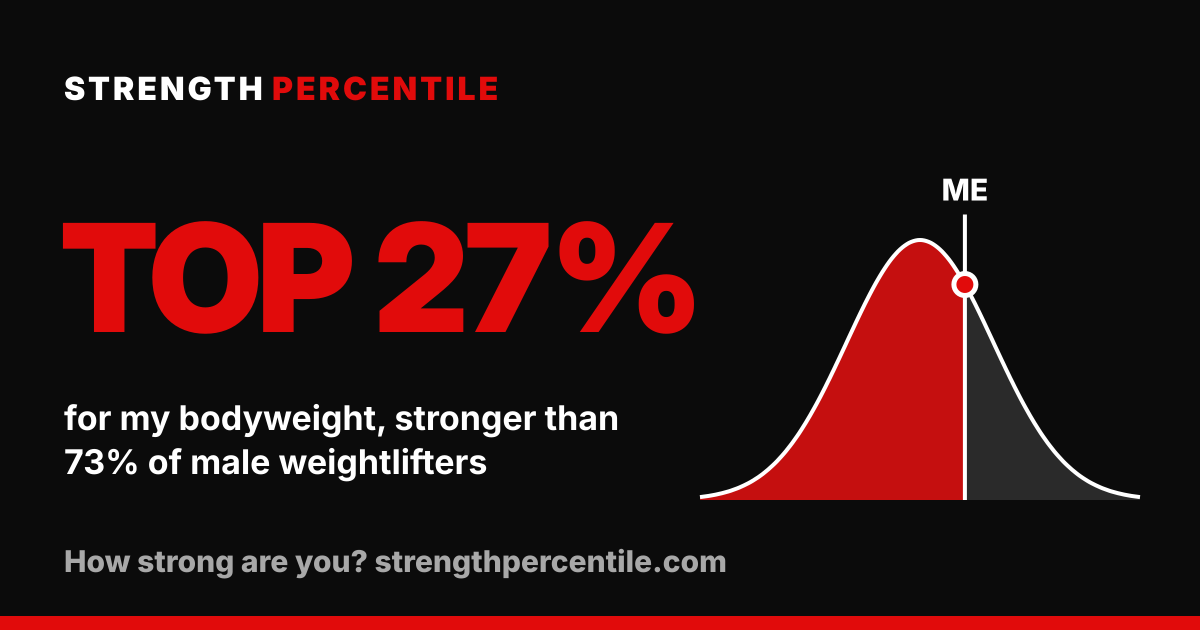 STRENGTH PERCENTILE
ME
TOP 27%
for my bodyweight, stronger than
73% of male weightlifters
How strong are you? strengthpercentile.com